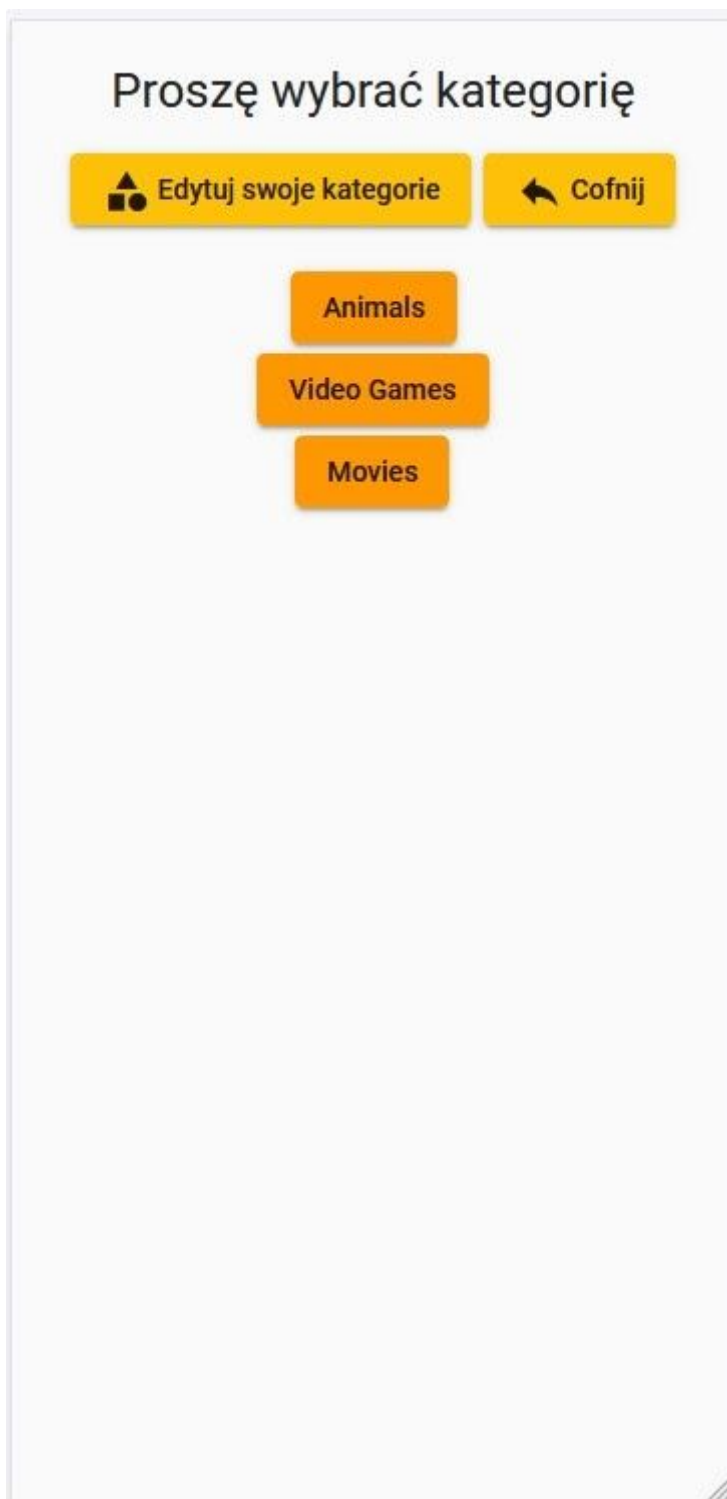 Proszę wybrać kategorię
Edytuj swoje kategorie Cofnij
Animals
Video Games
Movies